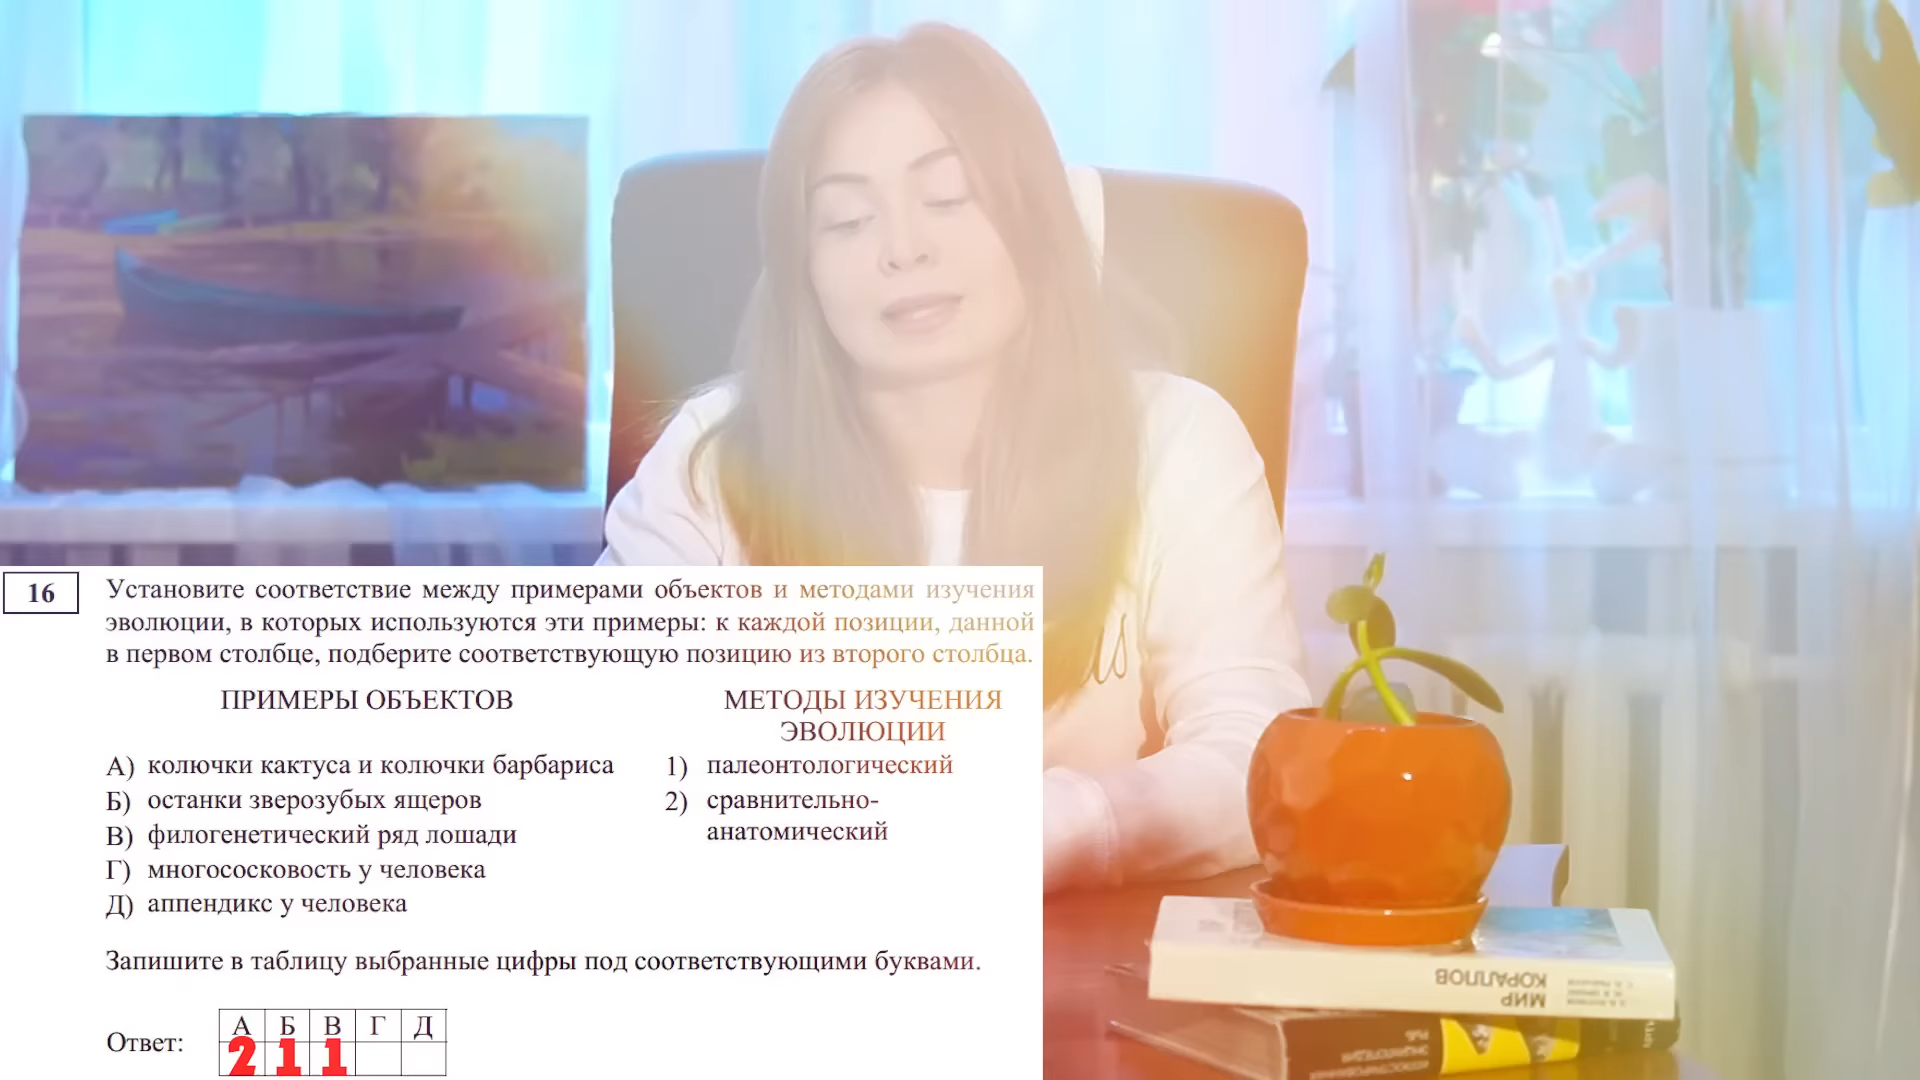 16
Установите соответствие между примерами объектов и методами изучения
эволюции, в которых используются эти примеры: к каждой позиции, данной
в первом столбце, подберите соответствующую позицию из второго столбца.
ПРИМЕРЫ ОБЪЕКТОВ
А) колючки кактуса и колючки барбариса
Б) останки зверозубых ящеров
В) филогенетический ряд лошади
Г) многососковость у человека
Д) аппендикс у человека
МЕТОДЫ ИЗУЧЕНИЯ
ЭВОЛЮЦИИ
1) палеонтологический
2) сравнительно-
анатомический
Запишите в таблицу выбранные цифры под соответствующими буквами.
Ответ:
А Б В Г Д
2 1 1
МИР
КОРАЛЛОВ